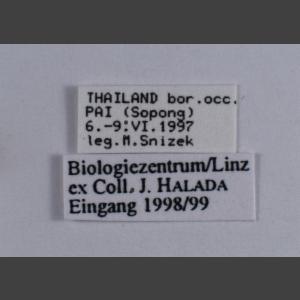 THAILAND bor.occ.
PAI (Sopong)
6.-9.VI.1997
leg.M.Snizek
Biologiezentrum/Linz
ex Coll. J. HALADA
Eingang 1998/99